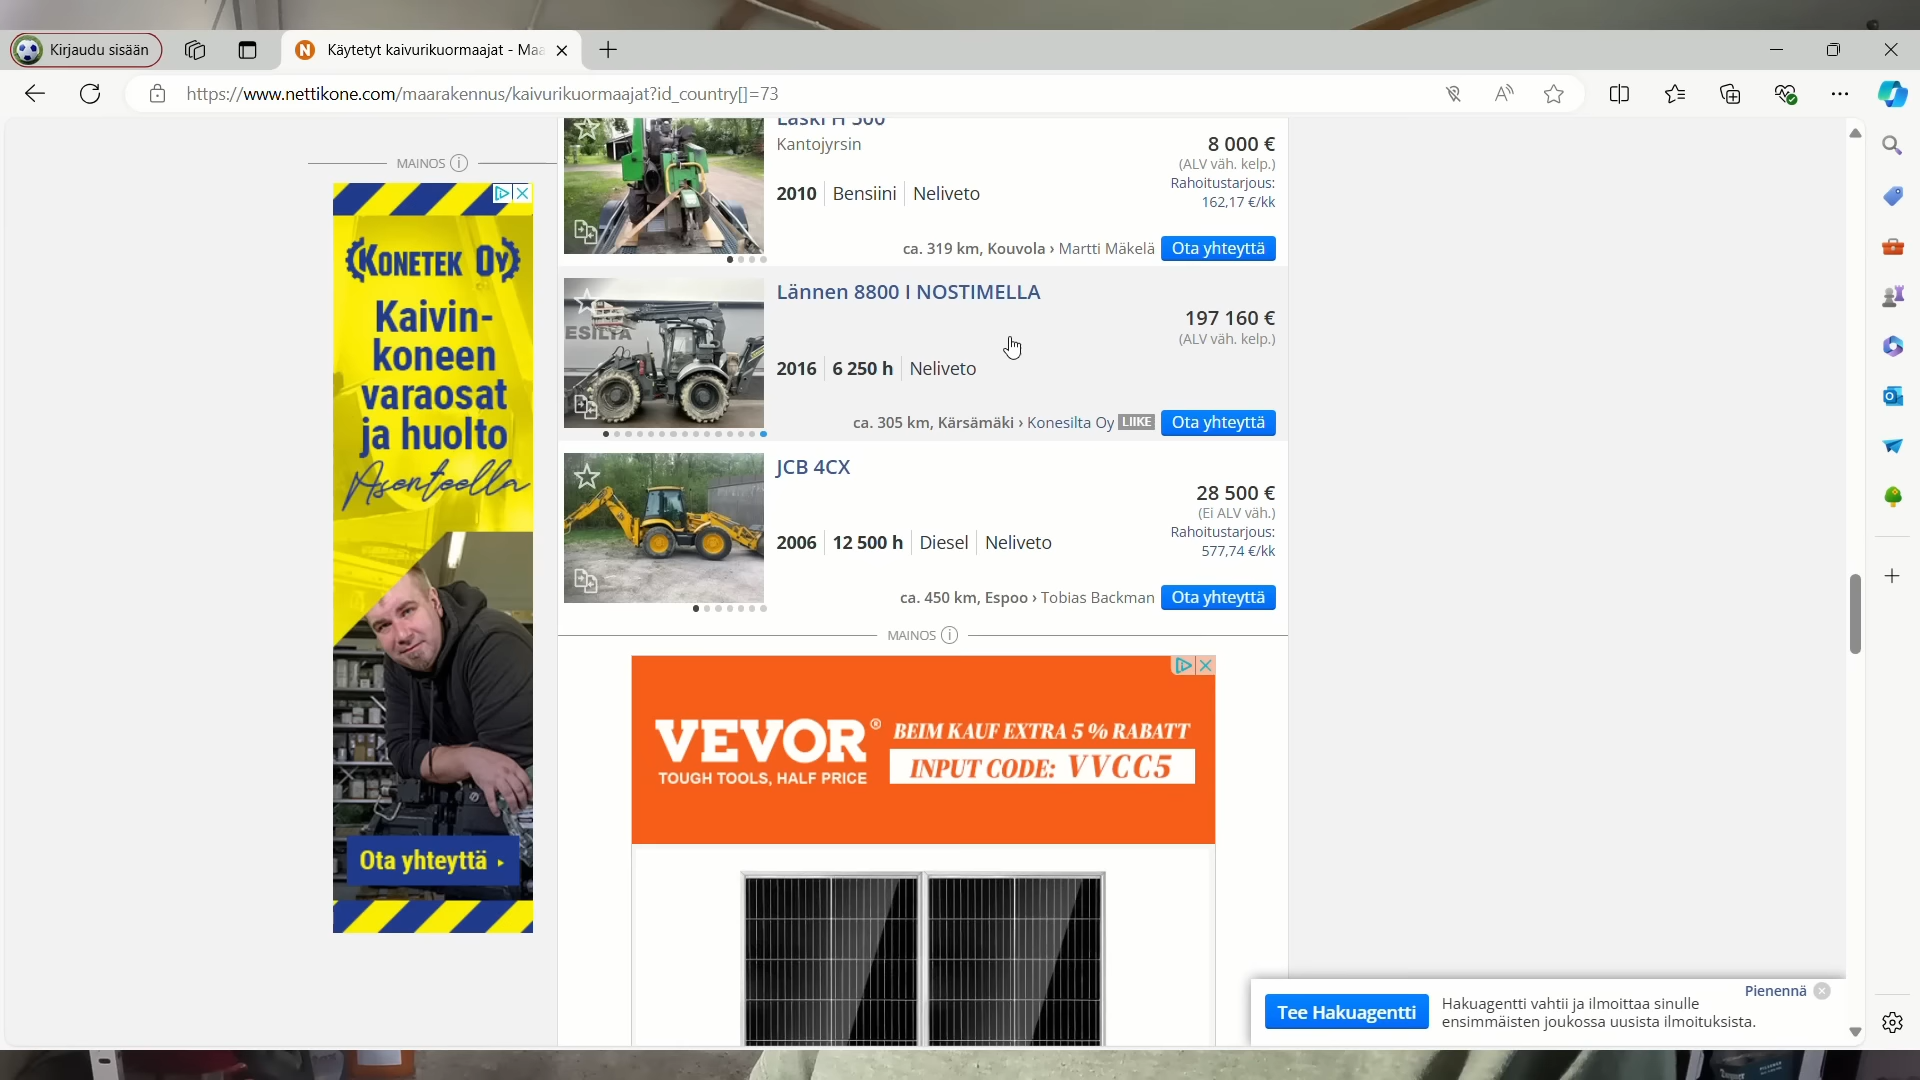 Kirjaudu sisään
Käytetyt kaivurikuormaajat - Maa
https://www.nettikone.com/maarakennus/kaivurikuormaajat?id_country[]=73
MAINOS
KONETEK OY
Kaivin-
koneen
varaosat
ja huolto
Asenteella
Ota yhteyttä
Laski H 500
Kantojyrsin
8 000 €
(ALV väh. kelp.)
Rahoitustarjous:
162,17 €/kk
2010 Bensiini Neliveto
ca. 319 km, Kouvola › Martti Mäkelä Ota yhteyttä
Lännen 8800 I NOSTIMELLA
197 160 €
(ALV väh. kelp.)
2016 6 250 h Neliveto
ca. 305 km, Kärsämäki › Konesilta Oy LIIKE Ota yhteyttä
ESILTA
JCB 4CX
28 500 €
(Ei ALV väh.)
Rahoitustarjous:
577,74 €/kk
2006 12 500 h Diesel Neliveto
ca. 450 km, Espoo › Tobias Backman Ota yhteyttä
MAINOS
VEVOR®
TOUGH TOOLS, HALF PRICE
BEIM KAUF EXTRA 5 % RABATT
INPUT CODE: VVCC5
Pienennä
Tee Hakuagentti
Hakuagentti vahtii ja ilmoittaa sinulle
ensimmäisten joukossa uusista ilmoituksista.